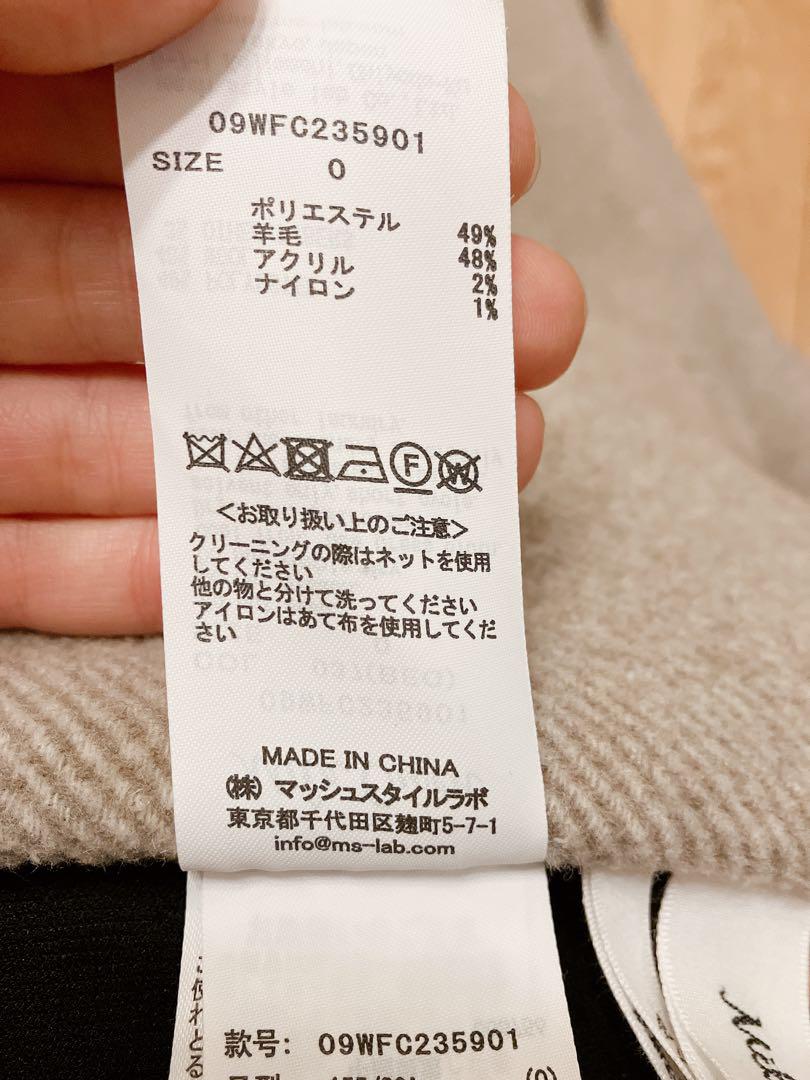 09WFC235901
SIZE 0
ポリエステル 49%
羊毛 48%
アクリル 2%
ナイロン 1%
F
W
<お取り扱い上のご注意>
クリーニングの際はネットを使用
してください
他の物と分けて洗ってください
アイロンはあて布を使用してくだ
さい
MADE IN CHINA
(株) マッシュスタイルラボ
東京都千代田区麹町5-7-1
info@ms-lab.com
款号: 09WFC235901